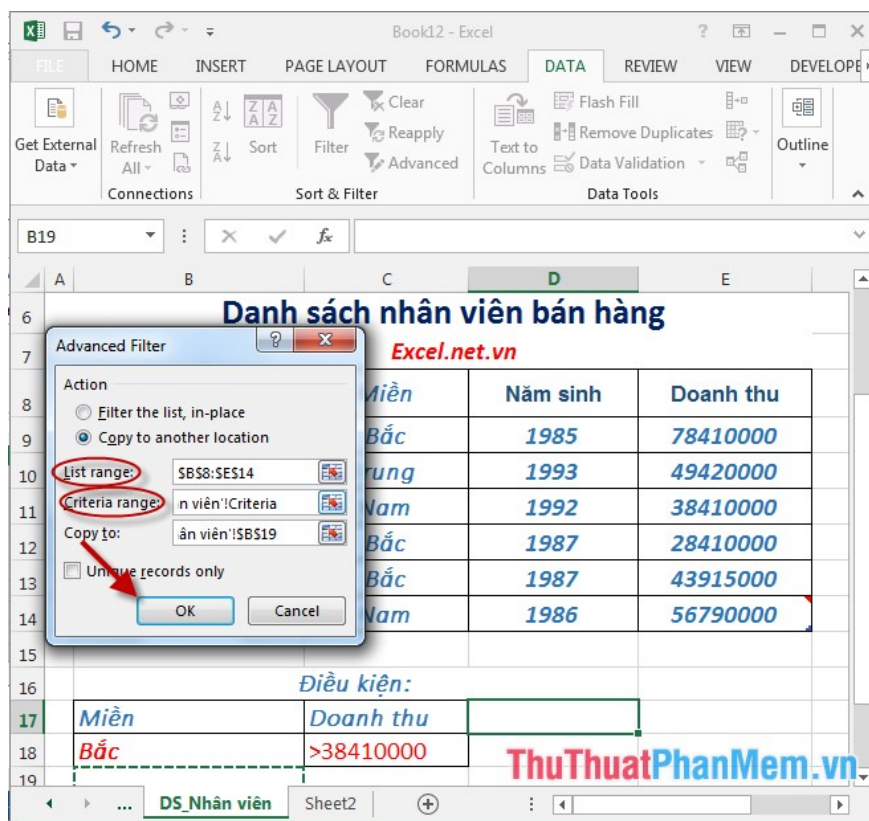 Book12 - Excel
FILE HOME INSERT PAGE LAYOUT FORMULAS DATA REVIEW VIEW DEVELOPE
Get External Data
Refresh All
Connections
Sort
Filter
Clear
Reapply
Advanced
Sort & Filter
Text to Columns
Flash Fill
Remove Duplicates
Data Validation
Data Tools
Outline
B19
fx
A B C D E
6 Danh sách nhân viên bán hàng
7 Excel.net.vn
8 Miền Năm sinh Doanh thu
9 Bắc 1985 78410000
10 rung 1993 49420000
11 Nam 1992 38410000
12 Bắc 1987 28410000
13 Bắc 1987 43915000
14 Nam 1986 56790000
15
16 Điều kiện:
17 Miền Doanh thu
18 Bắc >38410000
19
Advanced Filter
Action
Filter the list, in-place
Copy to another location
List range: $B$8:$E$14
Criteria range: n viên'!Criteria
Copy to: ân viên'!$B$19
Unique records only
OK Cancel
ThuThuatPhanMem.vn
... DS_Nhân viên Sheet2